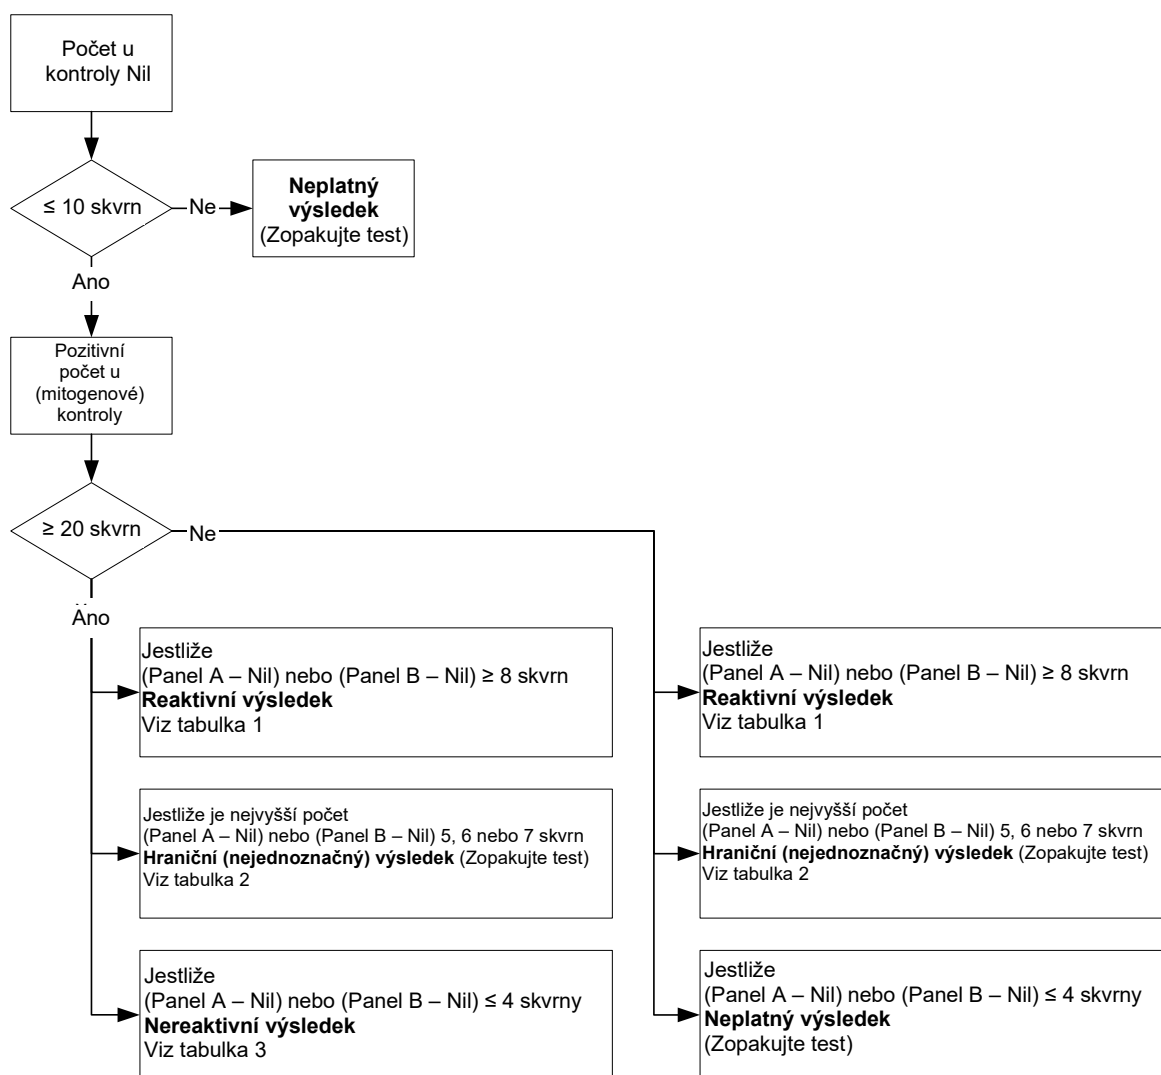 Počet u
kontroly Nil
≤ 10 skvrn
Ne
Neplatný
výsledek
(Zopakujte test)
Ano
Pozitivní
počet u
(mitogenové)
kontroly
≥ 20 skvrn
Ne
Ano
Jestliže
(Panel A – Nil) nebo (Panel B – Nil) ≥ 8 skvrn
Reaktivní výsledek
Viz tabulka 1
Jestliže je nejvyšší počet
(Panel A – Nil) nebo (Panel B – Nil) 5, 6 nebo 7 skvrn
Hraniční (nejednoznačný) výsledek (Zopakujte test)
Viz tabulka 2
Jestliže
(Panel A – Nil) nebo (Panel B – Nil) ≤ 4 skvrny
Nereaktivní výsledek
Viz tabulka 3
Jestliže
(Panel A – Nil) nebo (Panel B – Nil) ≥ 8 skvrn
Reaktivní výsledek
Viz tabulka 1
Jestliže je nejvyšší počet
(Panel A – Nil) nebo (Panel B – Nil) 5, 6 nebo 7 skvrn
Hraniční (nejednoznačný) výsledek (Zopakujte test)
Viz tabulka 2
Jestliže
(Panel A – Nil) nebo (Panel B – Nil) ≤ 4 skvrny
Neplatný výsledek
(Zopakujte test)